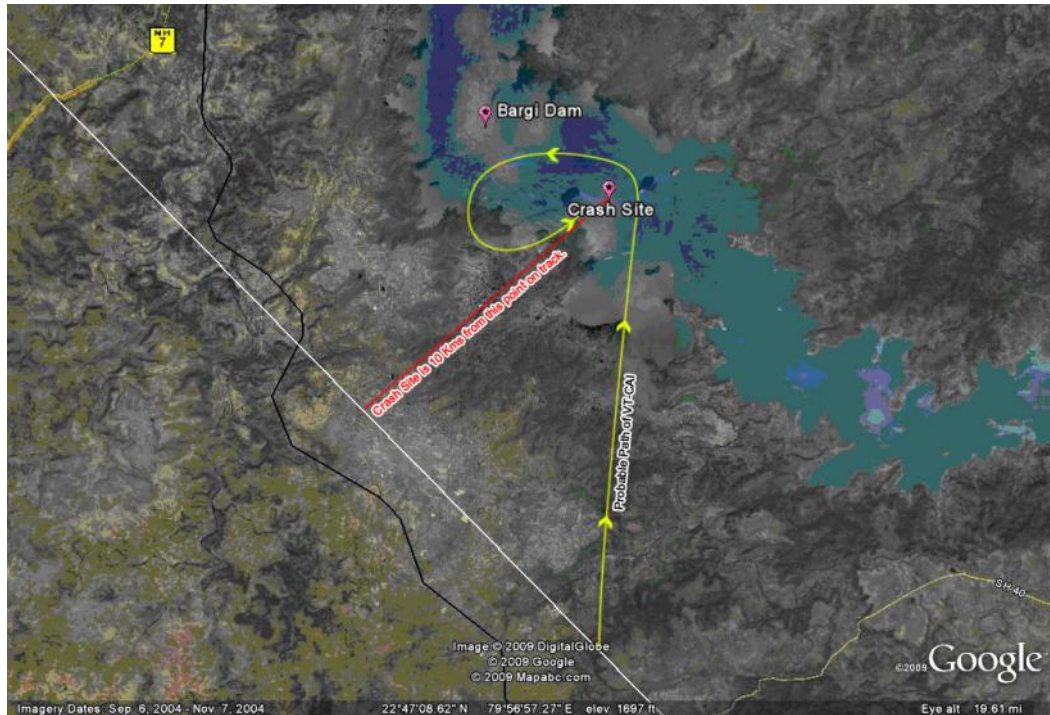 NH
7
Bargi Dam
Crash Site
Crash Site is 10 Kms from this point on track.
Probable Path of VT-CAI
SH 40
Image © 2009 DigitalGlobe
© 2009 Google
© 2009 Mapabc.com
©2009 Google
Imagery Dates: Sep. 6, 2004 - Nov. 7, 2004 22°47'08.62" N 79°56'57.27" E elev. 1697 ft Eye alt 19.61 mi